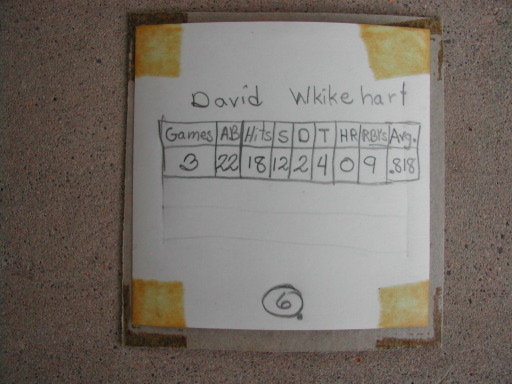 David Wkikehart
Games AB Hits S D T HR RBI's Avg.
3 22 18 12 2 4 0 9 .818
6.